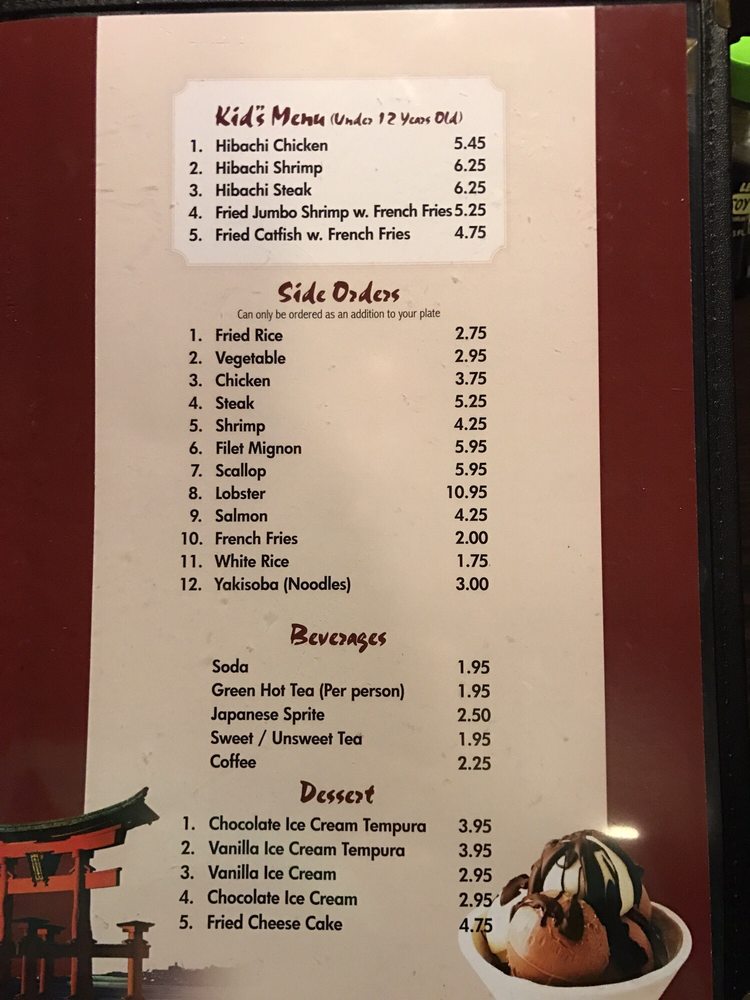 Kid's Menu (Under 12 Years Old)
1. Hibachi Chicken 5.45
2. Hibachi Shrimp 6.25
3. Hibachi Steak 6.25
4. Fried Jumbo Shrimp w. French Fries 5.25
5. Fried Catfish w. French Fries 4.75
Side Orders
Can only be ordered as an addition to your plate
1. Fried Rice 2.75
2. Vegetable 2.95
3. Chicken 3.75
4. Steak 5.25
5. Shrimp 4.25
6. Filet Mignon 5.95
7. Scallop 5.95
8. Lobster 10.95
9. Salmon 4.25
10. French Fries 2.00
11. White Rice 1.75
12. Yakisoba (Noodles) 3.00
Beverages
Soda 1.95
Green Hot Tea (Per person) 1.95
Japanese Sprite 2.50
Sweet / Unsweet Tea 1.95
Coffee 2.25
Dessert
1. Chocolate Ice Cream Tempura 3.95
2. Vanilla Ice Cream Tempura 3.95
3. Vanilla Ice Cream 2.95
4. Chocolate Ice Cream 2.95
5. Fried Cheese Cake 4.75